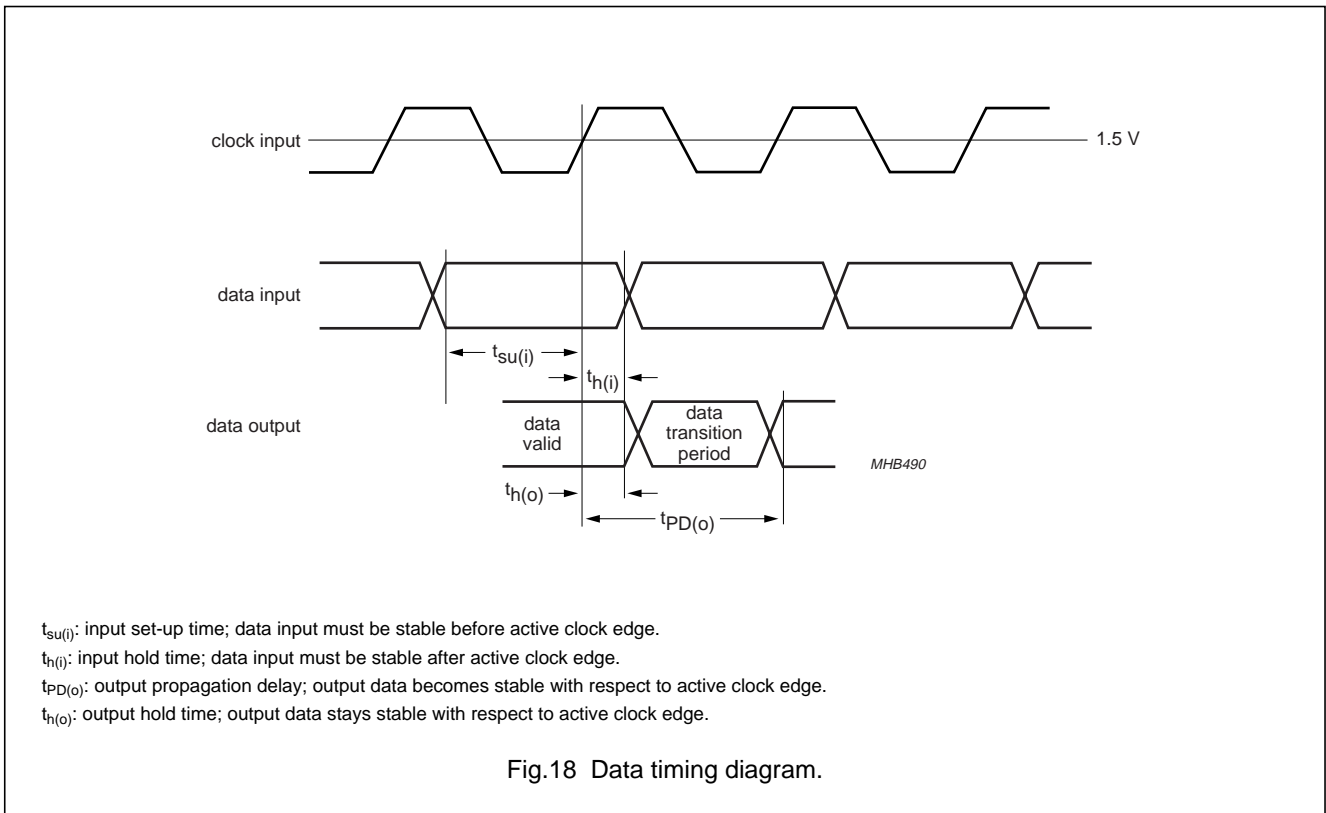 clock input
1.5 V
data input
tsu(i)
th(i)
data output
data
valid
data
transition
period
MHB490
th(o)
tPD(o)
tsu(i): input set-up time; data input must be stable before active clock edge.
th(i): input hold time; data input must be stable after active clock edge.
tPD(o): output propagation delay; output data becomes stable with respect to active clock edge.
th(o): output hold time; output data stays stable with respect to active clock edge.
Fig.18 Data timing diagram.